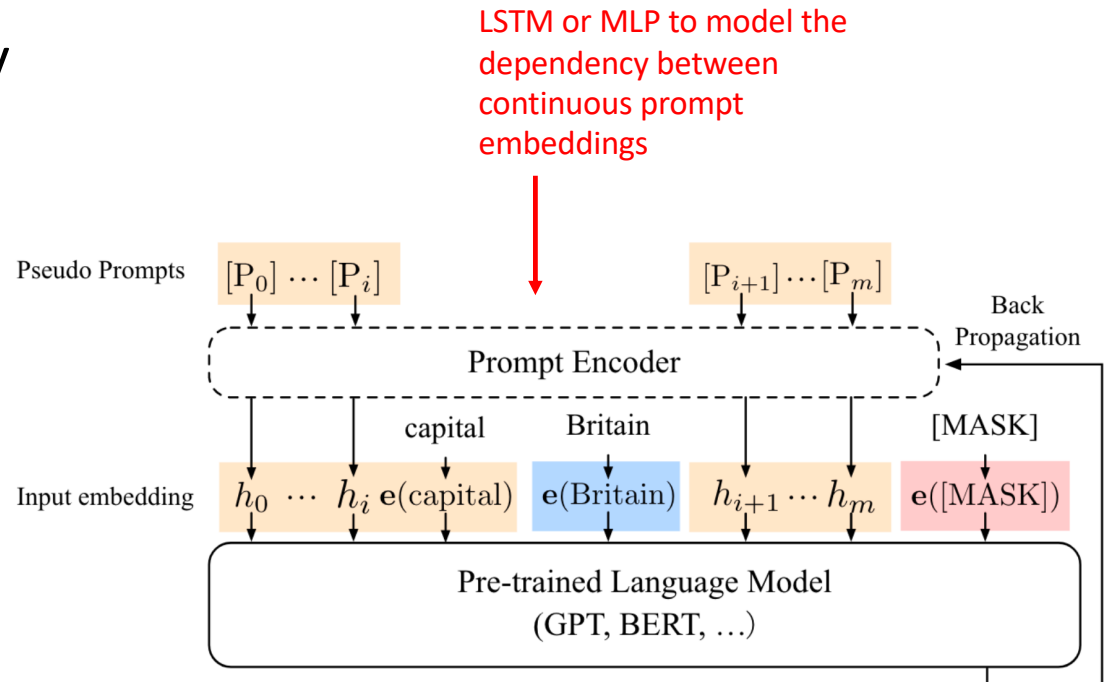 LSTM or MLP to model the
dependency between
continuous prompt
embeddings
y
Pseudo Prompts
[P₀] ⋯ [Pᵢ]
[Pᵢ₊₁] ⋯ [Pₘ]
Back
Propagation
Prompt Encoder
capital
Britain
[MASK]
Input embedding
h₀ ⋯ hᵢ e(capital)
e(Britain)
hᵢ₊₁ ⋯ hₘ
e([MASK])
Pre-trained Language Model
(GPT, BERT, …)